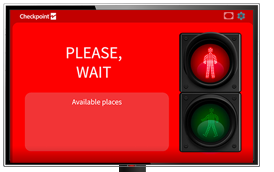 Checkpoint
PLEASE,
WAIT
Available places